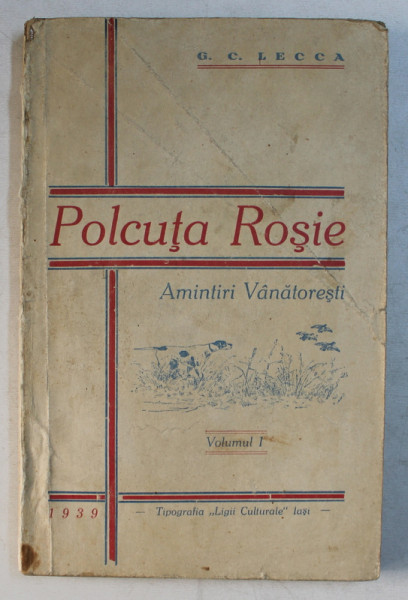 G. C. LECCA
Polcuţa Roşie
Amintiri Vânătoreşti
Volumul I
1939 — Tipografia „Ligii Culturale" Iaşi —